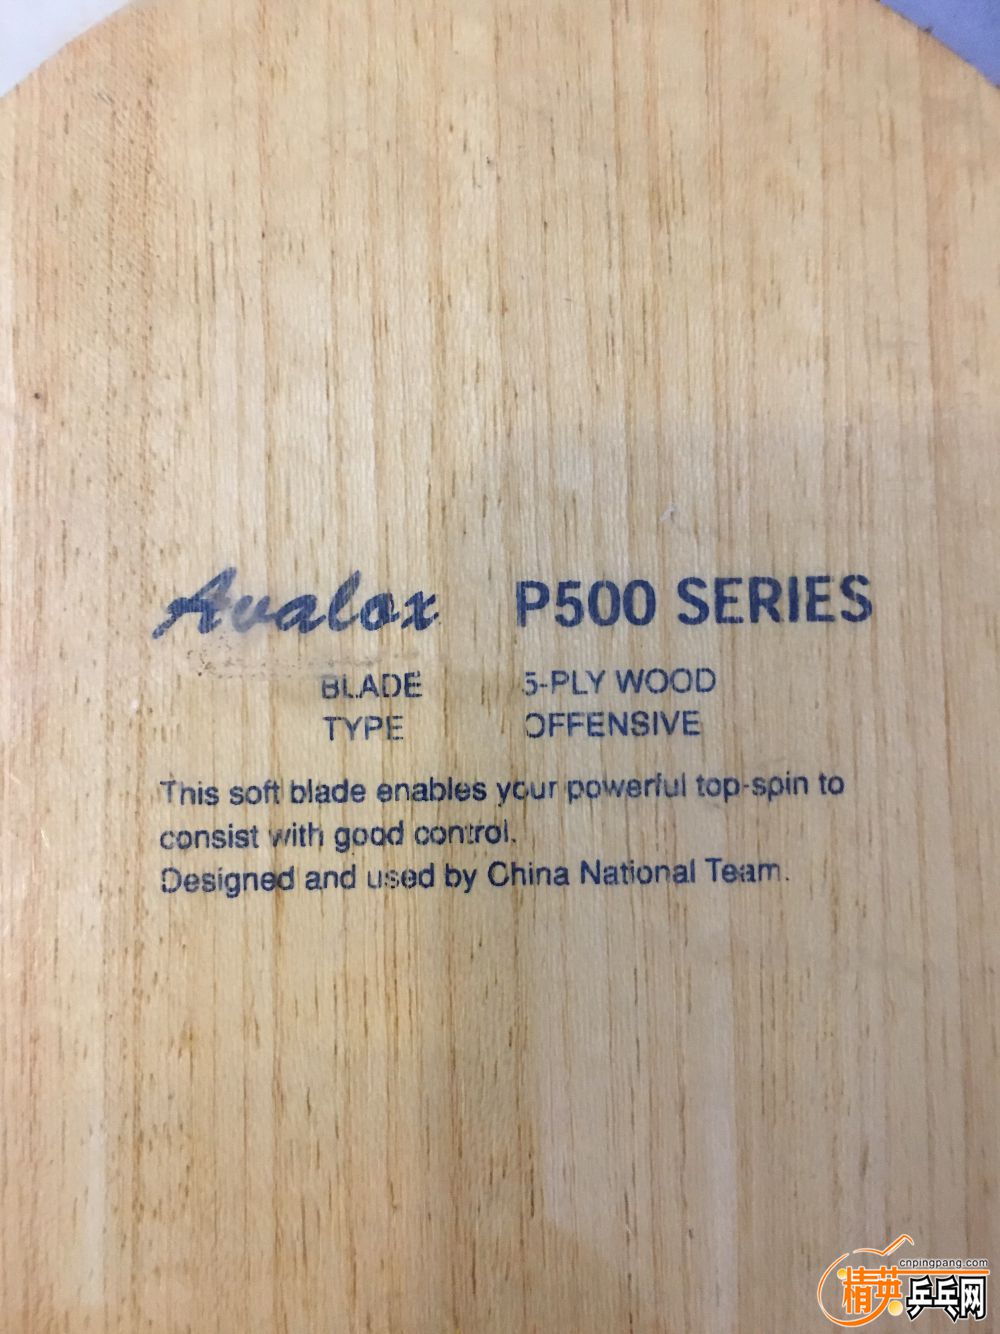 Avalox P500 SERIES
BLADE 5-PLY WOOD
TYPE OFFENSIVE
This soft blade enables your powerful top-spin to
consist with good control.
Designed and used by China National Team.
cnpingpang.com
精英乒乓网